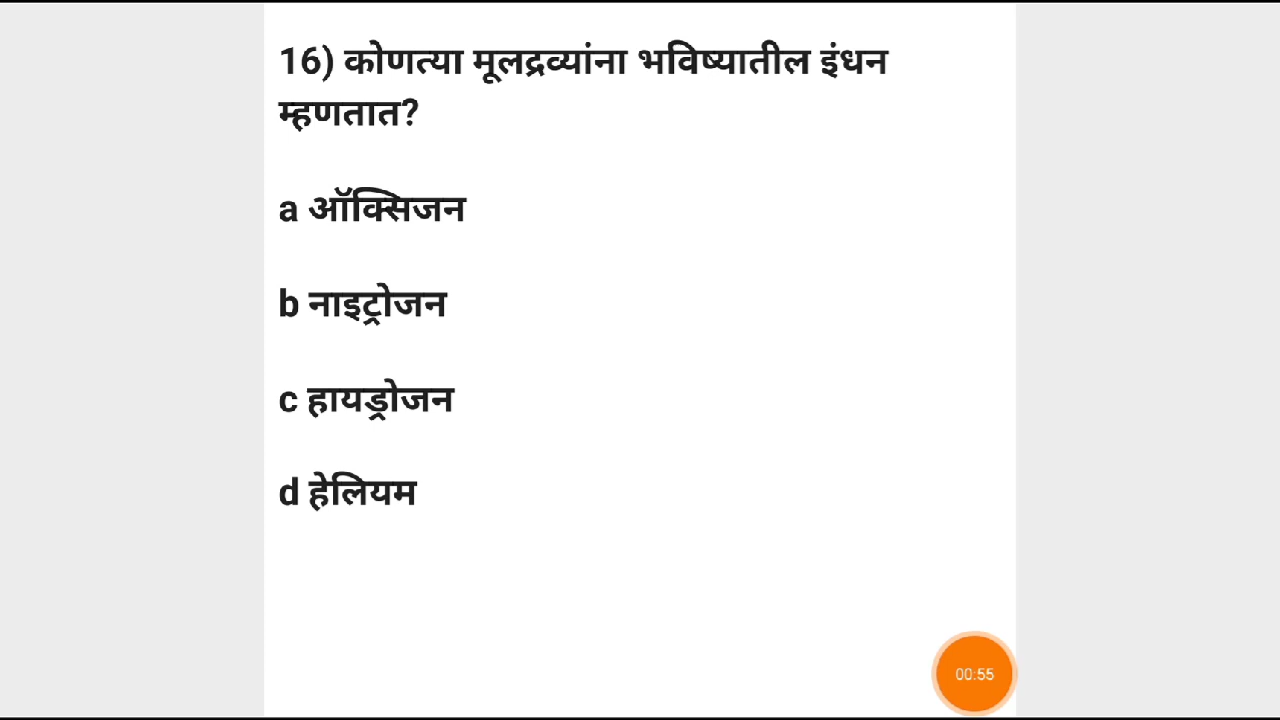 16) कोणत्या मूलद्रव्यांना भविष्यातील इंधन
म्हणतात?
a ऑक्सिजन
b नाइट्रोजन
c हायड्रोजन
d हेलियम
00:55